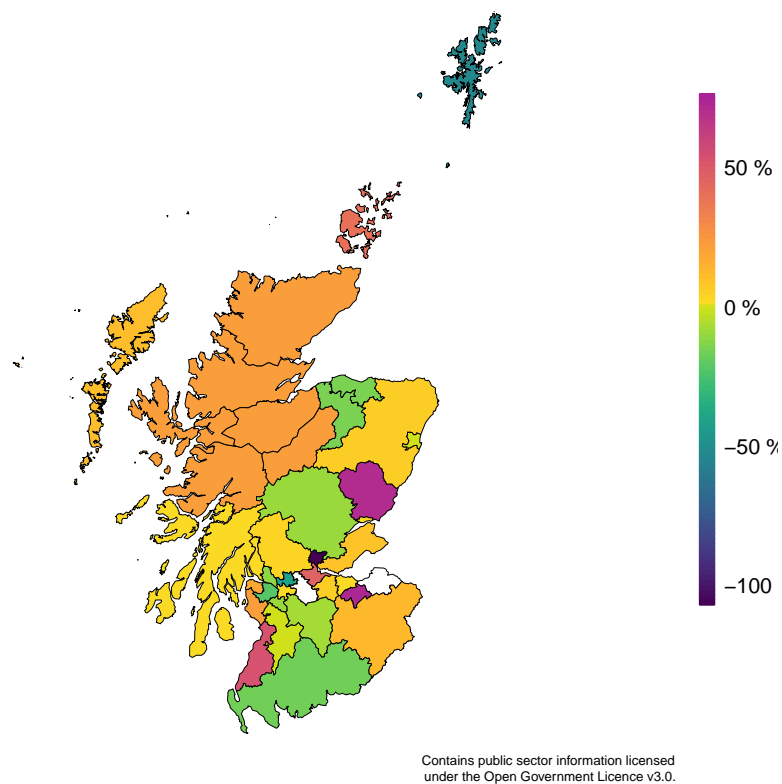 50 %
0 %
−50 %
−100
Contains public sector information licensed
under the Open Government Licence v3.0.